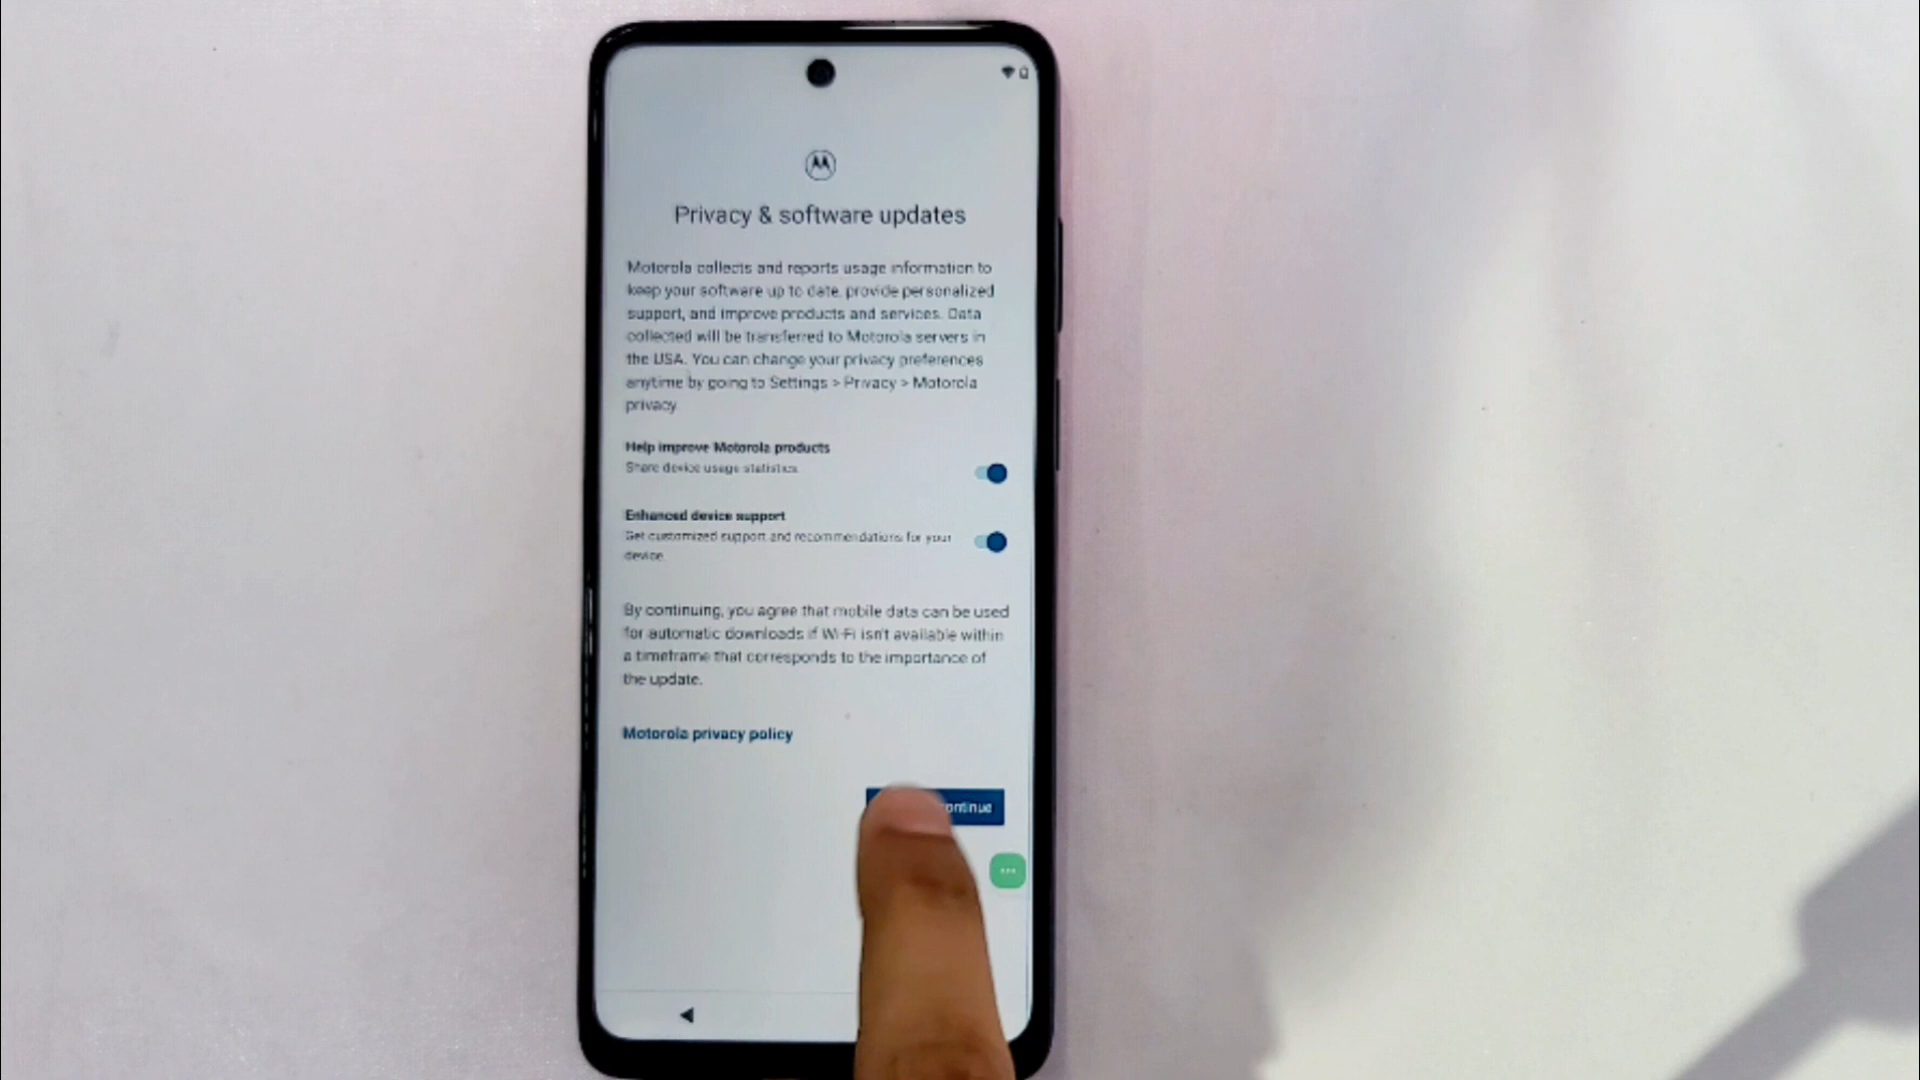 Privacy & software updates
Motorola collects and reports usage information to
keep your software up to date, provide personalized
support, and improve products and services. Data
collected will be transferred to Motorola servers in
the USA. You can change your privacy preferences
anytime by going to Settings > Privacy > Motorola
privacy.
Help improve Motorola products
Share device usage statistics
Enhanced device support
Get customized support and recommendations for your
device.
By continuing, you agree that mobile data can be used
for automatic downloads if Wi-Fi isn't available within
a timeframe that corresponds to the importance of
the update.
Motorola privacy policy
ontinue